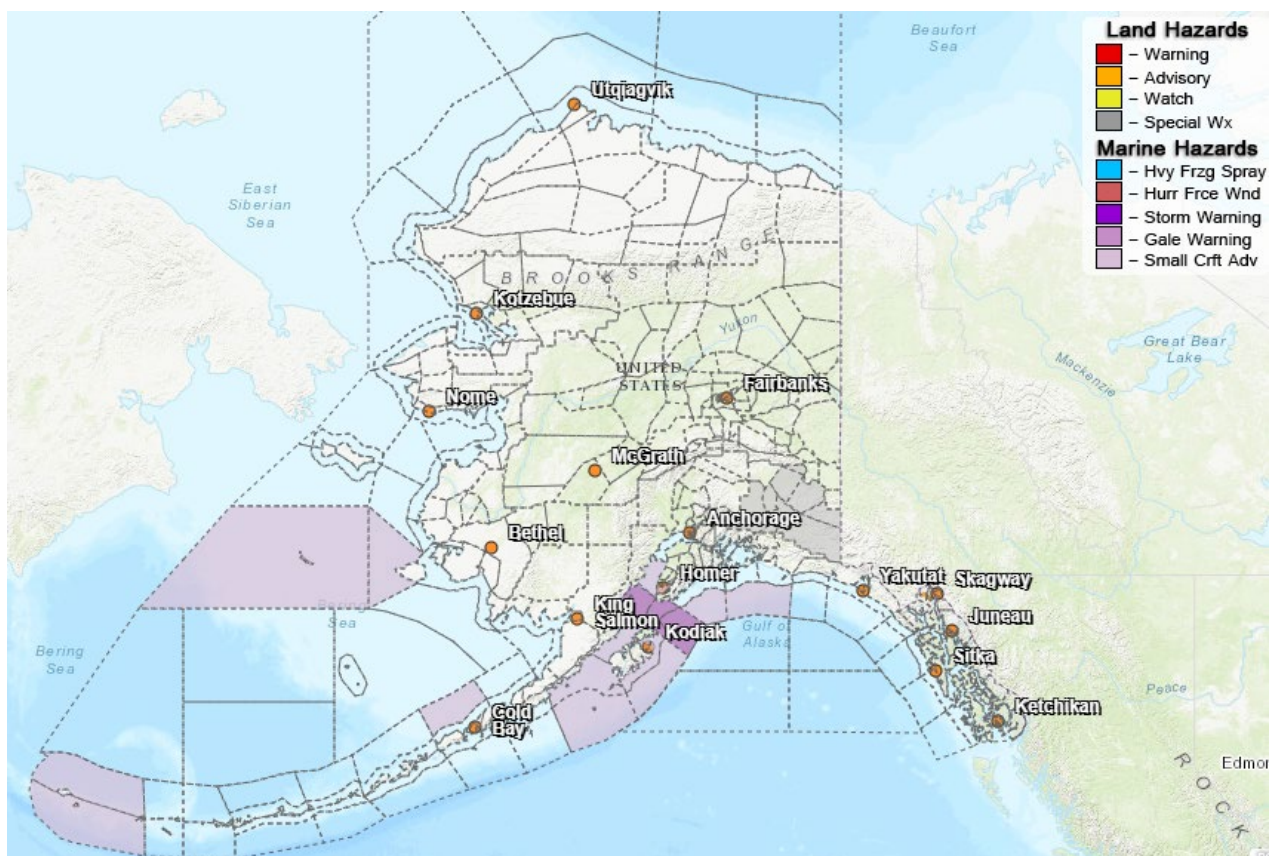 Beaufort
Sea
Land Hazards
– Warning
– Advisory
– Watch
– Special Wx
Marine Hazards
– Hvy Frzg Spray
– Hurr Frce Wnd
– Storm Warning
– Gale Warning
– Small Crft Adv
Utqiagvik
East
Siberian
Sea
BROOKS RANGE
Kotzebue
Yukon
Great Bear
Lake
Mackenzie
UNITED
STATES
Fairbanks
Nome
McGrath
Anchorage
Bethel
Homer
Yakutat
Skagway
King
Salmon
Juneau
Kodiak
Gulf of
Alaska
Bering
Sea
Bering
Sea
Sitka
Peace
Ketchikan
Cold
Bay
Edmo
ROCK